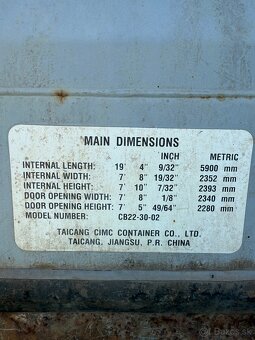 MAIN DIMENSIONS
INCH METRIC
INTERNAL LENGTH: 19' 4" 9/32" 5900 mm
INTERNAL WIDTH: 7' 8" 19/32" 2352 mm
INTERNAL HEIGHT: 7' 10" 7/32" 2393 mm
DOOR OPENING WIDTH: 7' 8" 1/8" 2340 mm
DOOR OPENING HEIGHT: 7' 5" 49/64" 2280 mm
MODEL NUMBER: CB22-30-02
TAICANG CIMC CONTAINER CO., LTD.
TAICANG, JIANGSU, P.R. CHINA